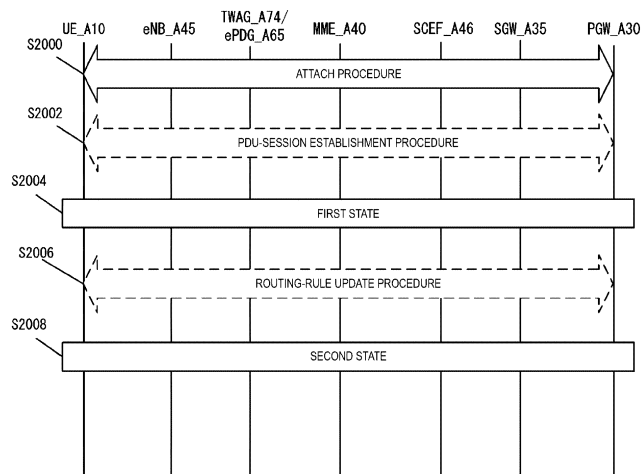 UE_A10 eNB_A45 TWAG_A74/ ePDG_A65 MME_A40 SCEF_A46 SGW_A35 PGW_A30
S2000
ATTACH PROCEDURE
S2002
PDU-SESSION ESTABLISHMENT PROCEDURE
S2004
FIRST STATE
S2006
ROUTING-RULE UPDATE PROCEDURE
S2008
SECOND STATE